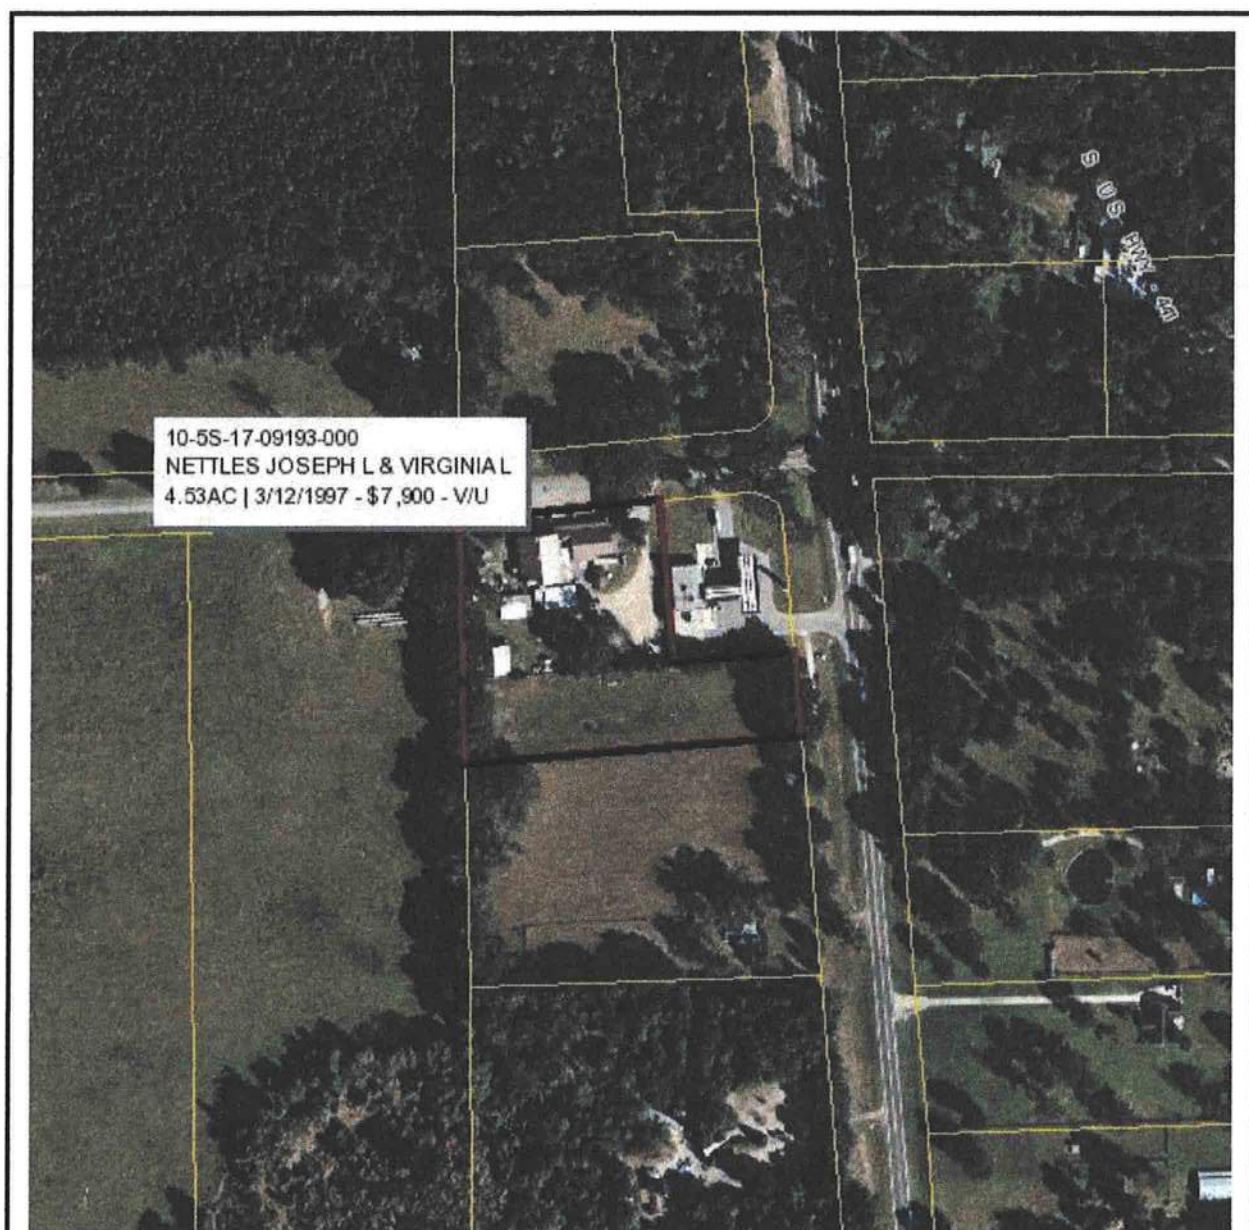 S US HWY - 41
10-5S-17-09193-000
NETTLES JOSEPH L & VIRGINIA L
4.53AC | 3/12/1997 - $7,900 - V/U